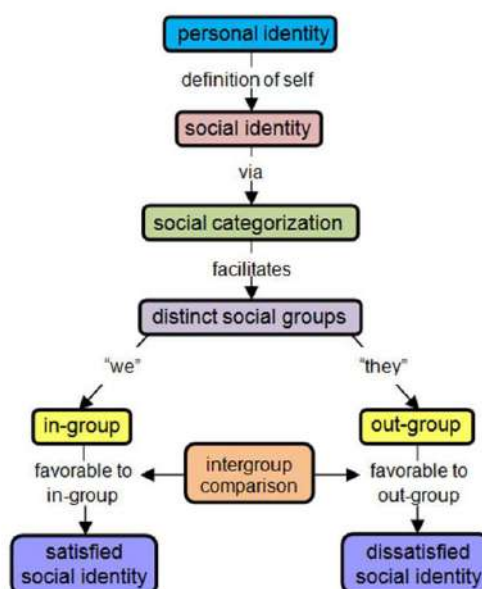 personal identity
definition of self
social identity
via
social categorization
facilitates
distinct social groups
“we”
“they”
in-group
out-group
favorable to
in-group
intergroup
comparison
favorable to
out-group
satisfied
social identity
dissatisfied
social identity